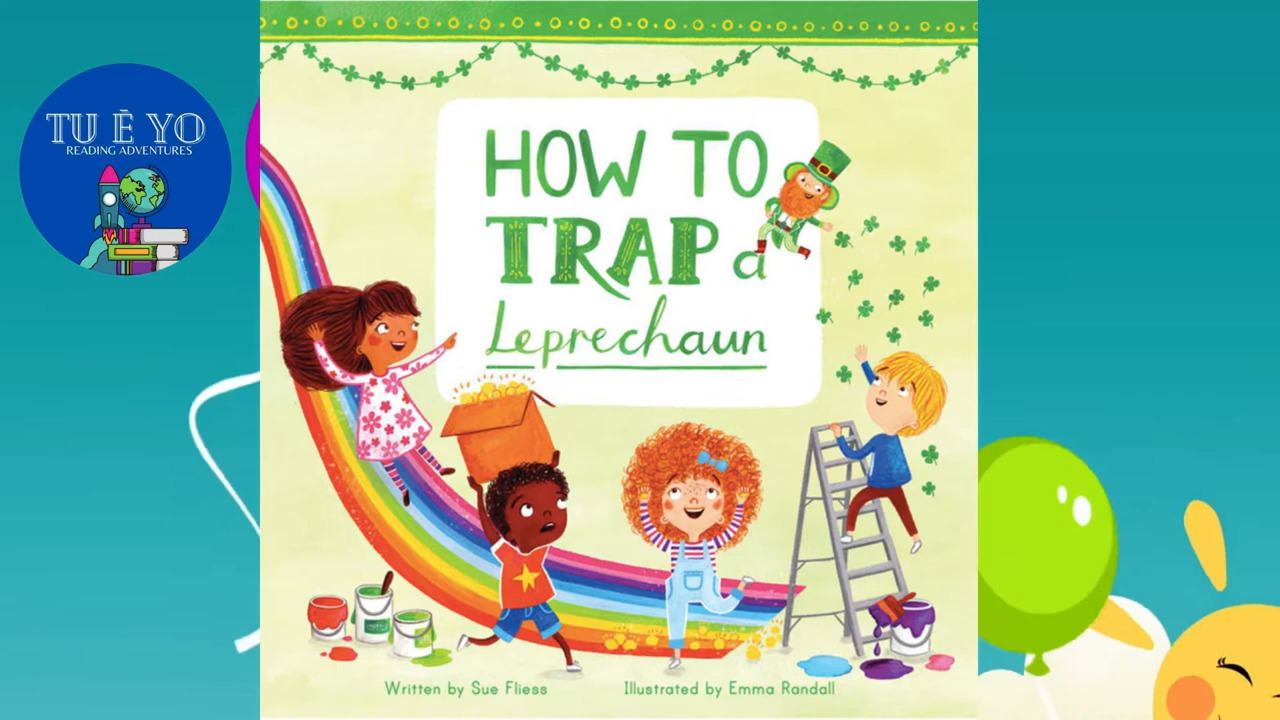 TU Ē YO
READING ADVENTURES
HOW TO
TRAP a
Leprechaun
Written by Sue Fliess
Illustrated by Emma Randall